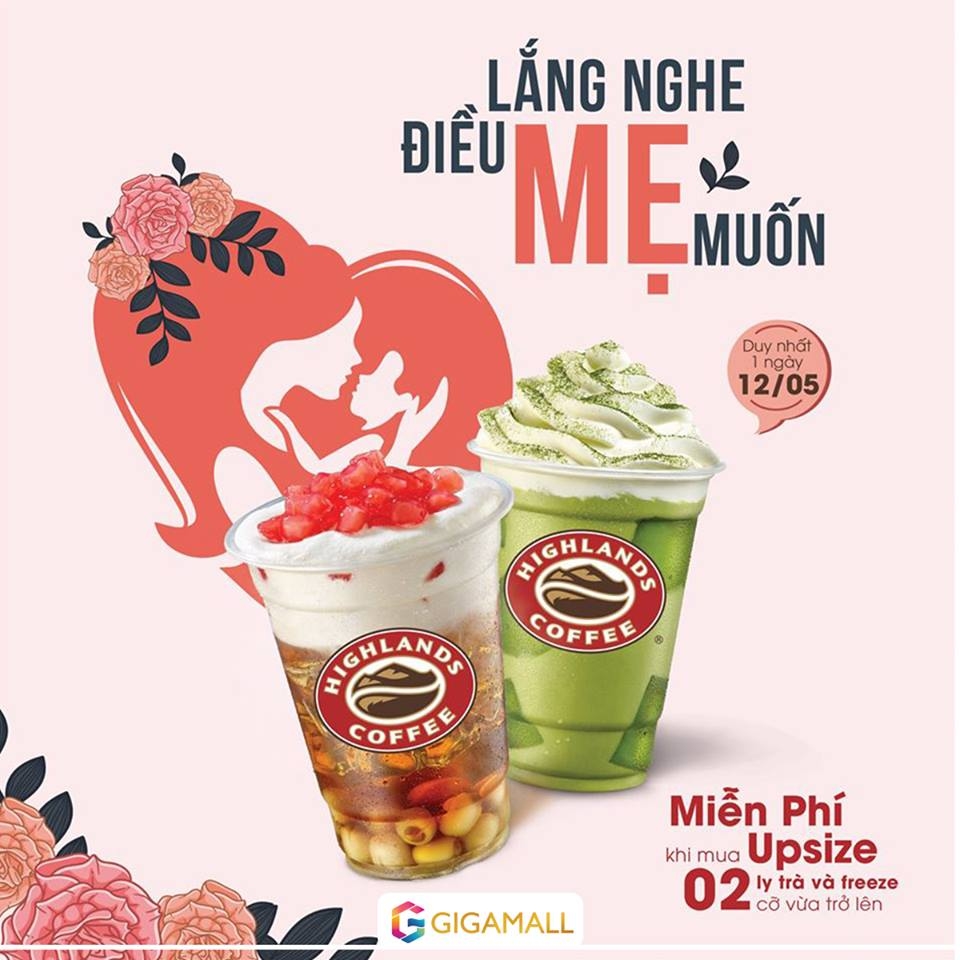 LẮNG NGHE
ĐIỀU MẸ MUỐN
Duy nhất
1 ngày
12/05
HIGHLANDS
COFFEE
®
HIGHLANDS
COFFEE
Miễn Phí
khi mua Upsize
02 ly trà và freeze
cỡ vừa trở lên
GIGAMALL